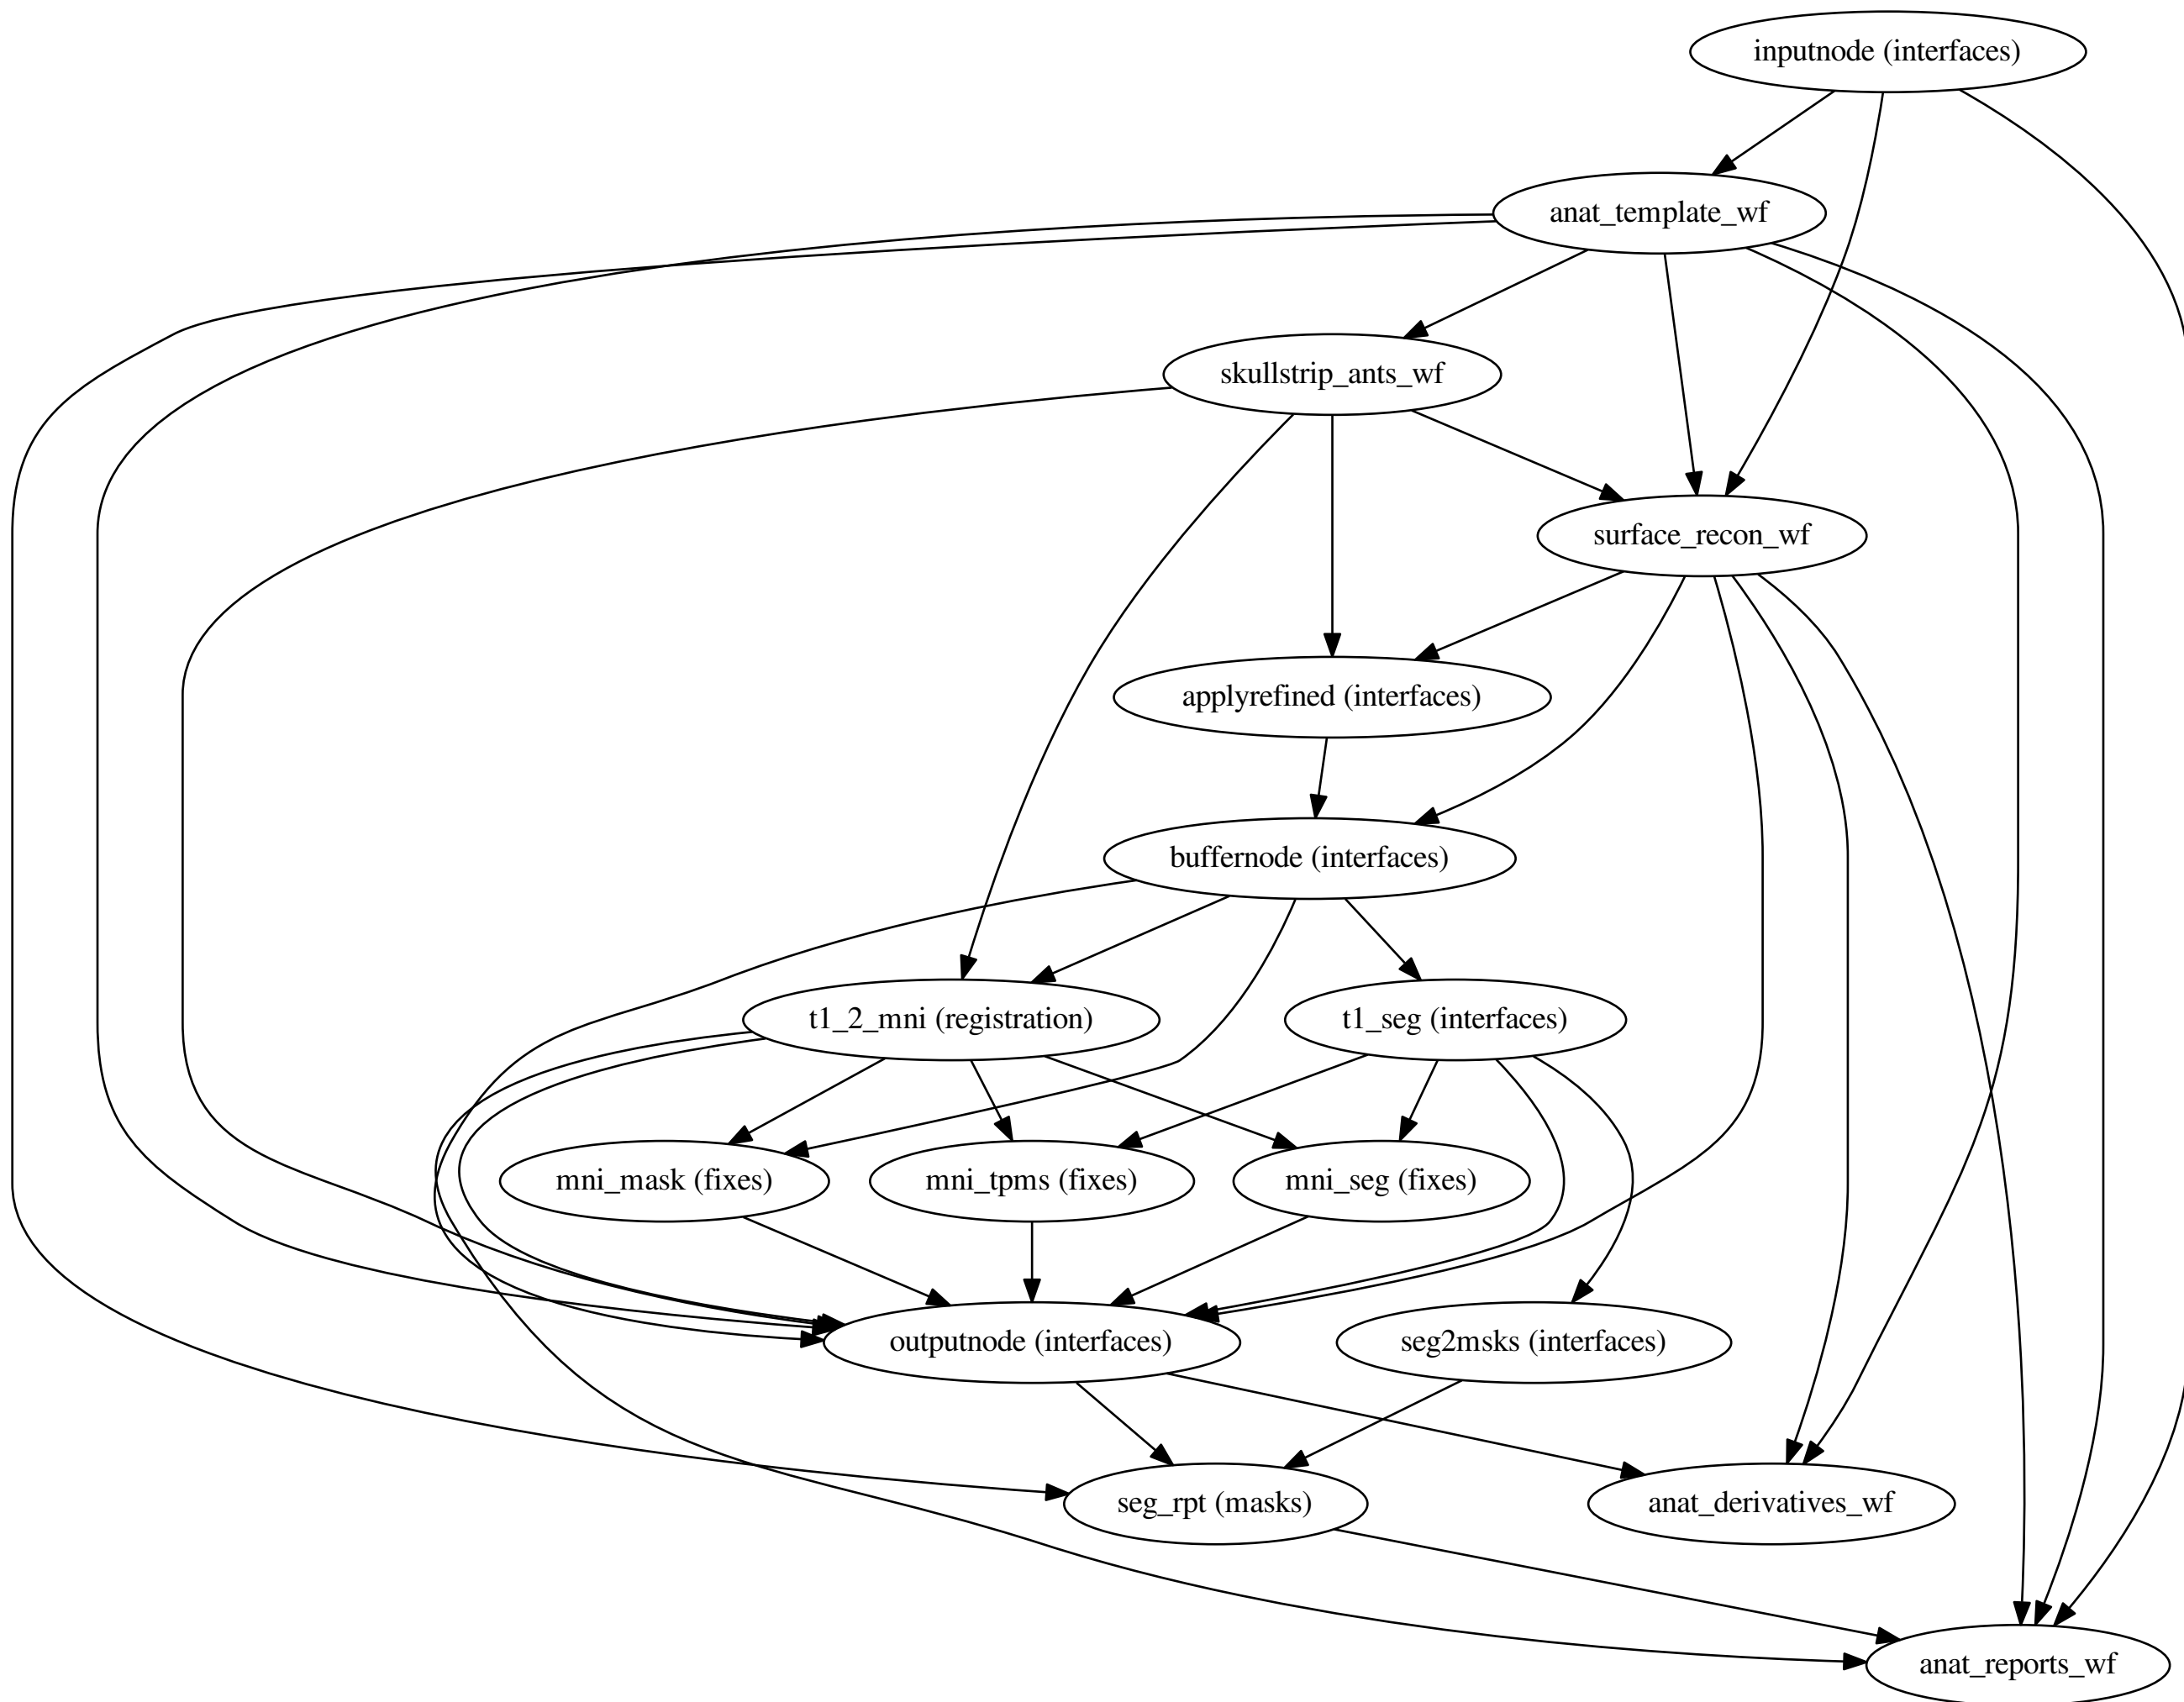 inputnode (interfaces)
anat_template_wf
skullstrip_ants_wf
surface_recon_wf
applyrefined (interfaces)
buffernode (interfaces)
t1_2_mni (registration)
t1_seg (interfaces)
mni_mask (fixes)
mni_tpms (fixes)
mni_seg (fixes)
outputnode (interfaces)
seg2msks (interfaces)
seg_rpt (masks)
anat_derivatives_wf
anat_reports_wf